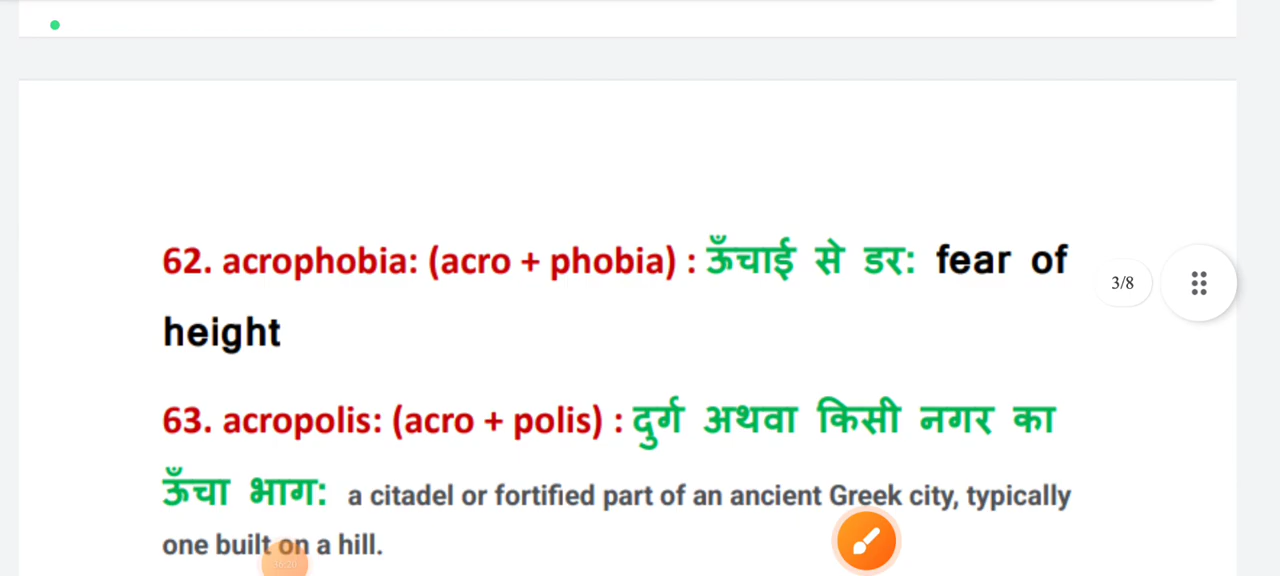 62. acrophobia: (acro + phobia) : ऊँचाई से डर: fear of
height
3/8
63. acropolis: (acro + polis) : दुर्ग अथवा किसी नगर का
ऊँचा भाग: a citadel or fortified part of an ancient Greek city, typically
one built on a hill.